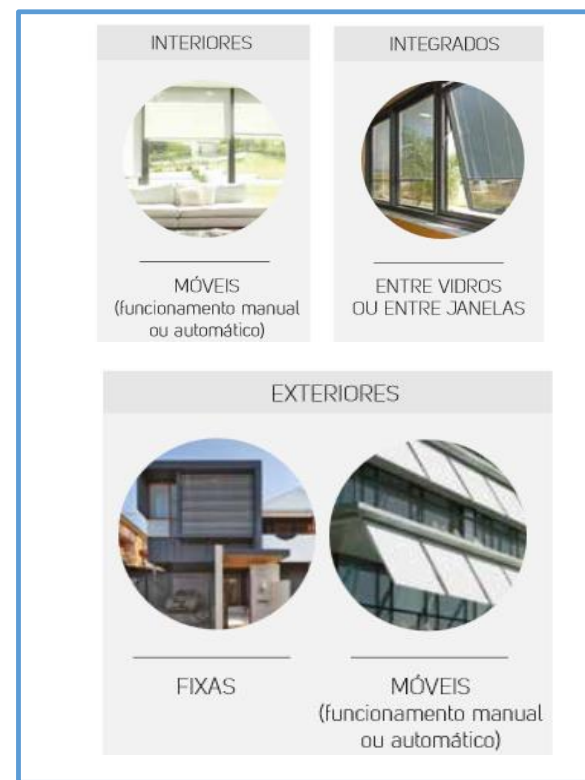 INTERIORES
MÓVEIS
(funcionamento manual
ou automático)
INTEGRADOS
ENTRE VIDROS
OU ENTRE JANELAS
EXTERIORES
FIXAS
MÓVEIS
(funcionamento manual
ou automático)